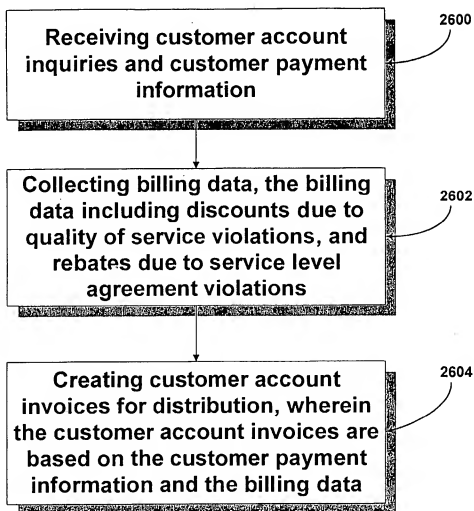 Receiving customer account
inquiries and customer payment
information
2600
Collecting billing data, the billing
data including discounts due to
quality of service violations, and
rebates due to service level
agreement violations
2602
Creating customer account
invoices for distribution, wherein
the customer account invoices are
based on the customer payment
information and the billing data
2604